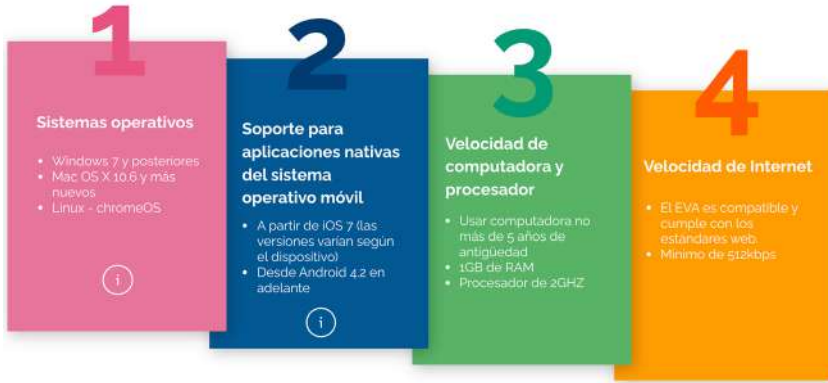 1
Sistemas operativos
• Windows 7 y posteriores
• Mac OS X 10.6 y más
nuevos
• Linux - chromeOS
i
2
Soporte para
aplicaciones nativas
del sistema
operativo móvil
• A partir de iOS 7 (las
versiones varían según
el dispositivo)
• Desde Android 4.2 en
adelante
i
3
Velocidad de
computadora y
procesador
• Usar computadora no
más de 5 años de
antigüedad
• 1GB de RAM
• Procesador de 2GHZ
4
Velocidad de Internet
• El EVA es compatible y
cumple con los
estándares web.
• Mínimo de 512kbps